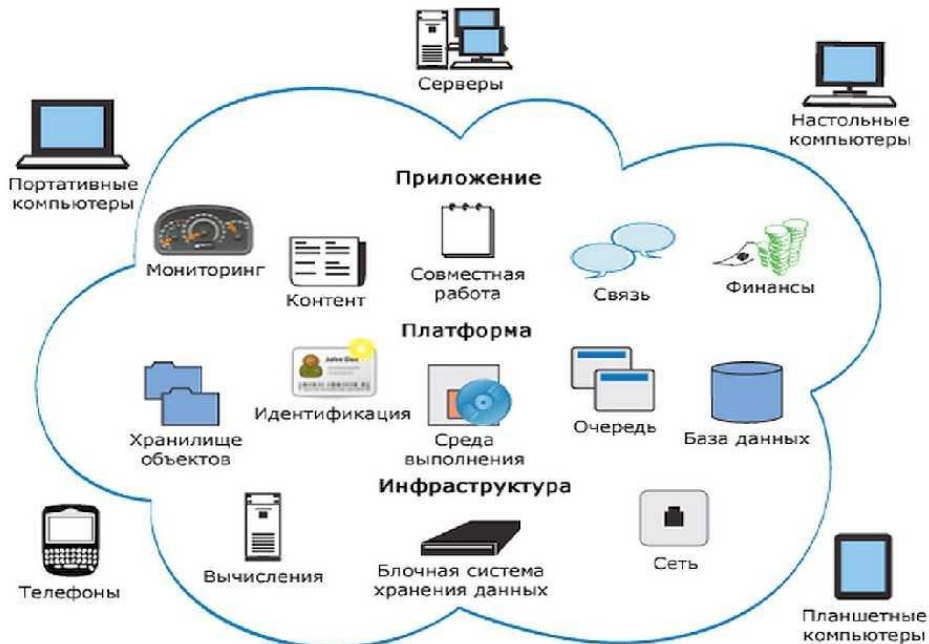 Серверы
Настольные
компьютеры
Портативные
компьютеры
Приложение
Мониторинг
Контент
Совместная
работа
Связь
Финансы
Платформа
Хранилище
объектов
Идентификация
Среда
выполнения
Очередь
База данных
Инфраструктура
Вычисления
Блочная система
хранения данных
Сеть
Телефоны
Планшетные
компьютеры